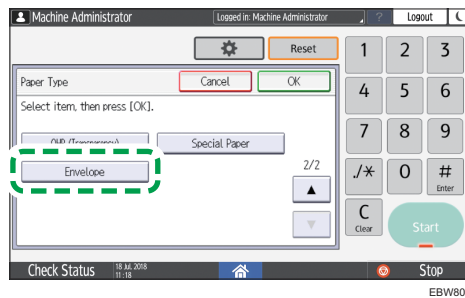 Machine Administrator
Logged in: Machine Administrator
?
Logout
Reset
Paper Type
Cancel
OK
Select item, then press [OK].
OHP (Transparency)
Special Paper
Envelope
2/2
▲
▼
1 2 3
4 5 6
7 8 9
./* 0 #
Enter
C
Clear
Start
Check Status
18 Jul. 2018
11:18
Stop
EBW80